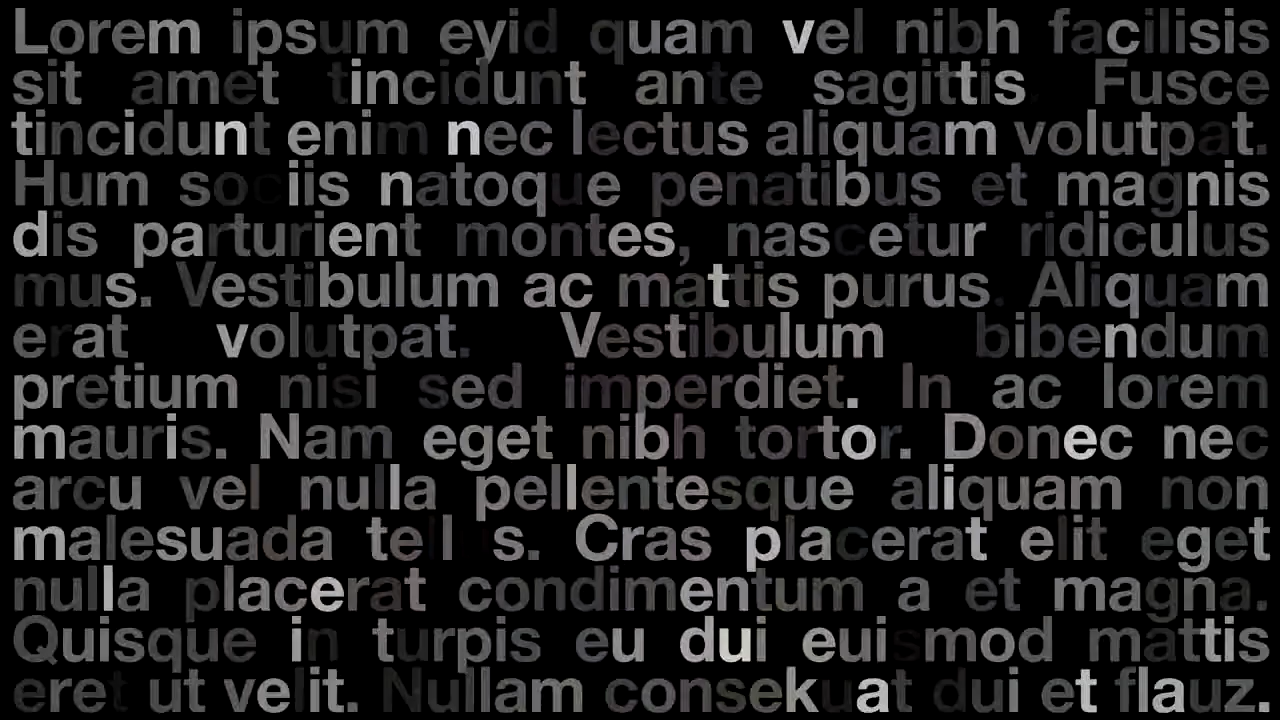 Lorem ipsum eyid quam vel nibh facilisis
sit amet tincidunt ante sagittis. Fusce
tincidunt enim nec lectus aliquam volutpat.
Hum sociis natoque penatibus et magnis
dis parturient montes, nascetur ridiculus
mus. Vestibulum ac mattis purus. Aliquam
erat volutpat. Vestibulum bibendum
pretium nisi sed imperdiet. In ac lorem
mauris. Nam eget nibh tortor. Donec nec
arcu vel nulla pellentesque aliquam non
malesuada tellus. Cras placerat elit eget
nulla placerat condimentum a et magna.
Quisque in turpis eu dui euismod mattis
eret ut velit. Nullam consekuat dui et flauz.